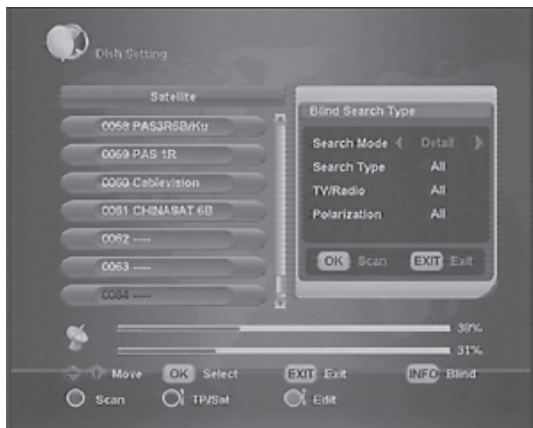 Dish Setting
Satellite
0058 PAS3R6B/Ku
0059 PAS 1R
0060 Cablevision
0061 CHINASAT 6B
0062 ----
0063 ----
0064 ----
Blind Search Type
Search Mode Detail
Search Type All
TV/Radio All
Polarization All
OK Scan EXIT Exit
38%
31%
Move OK Select EXIT Exit INFO Blind
Scan TP/Sat Edit